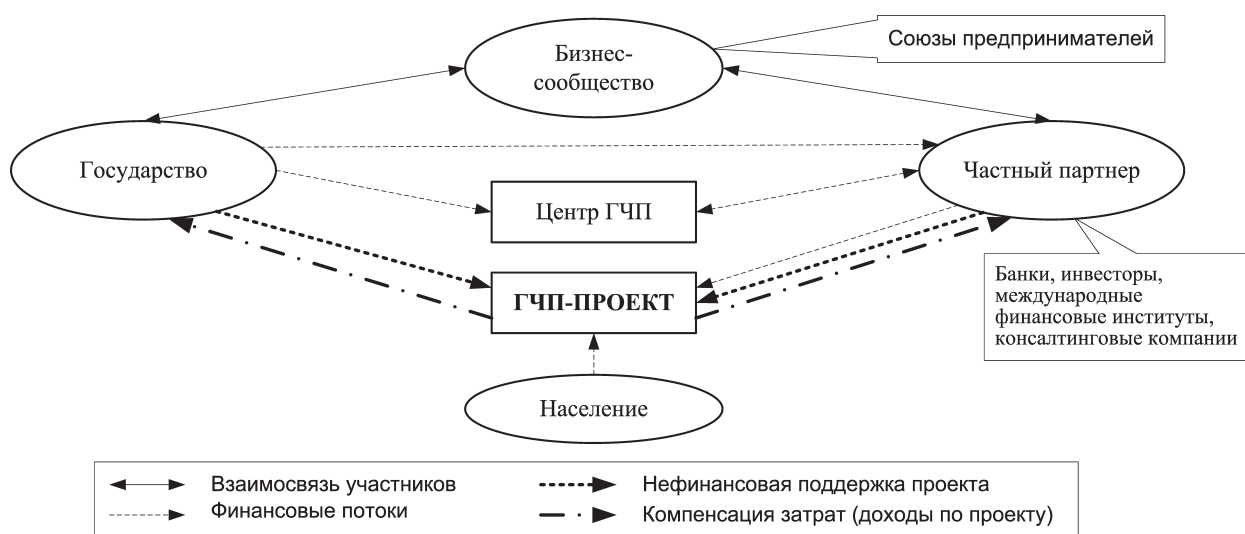 Бизнес-
сообщество
Союзы предпринимателей
Государство
Частный партнер
Центр ГЧП
ГЧП-ПРОЕКТ
Банки, инвесторы,
международные
финансовые институты,
консалтинговые компании
Население
Взаимосвязь участников
Финансовые потоки
Нефинансовая поддержка проекта
Компенсация затрат (доходы по проекту)